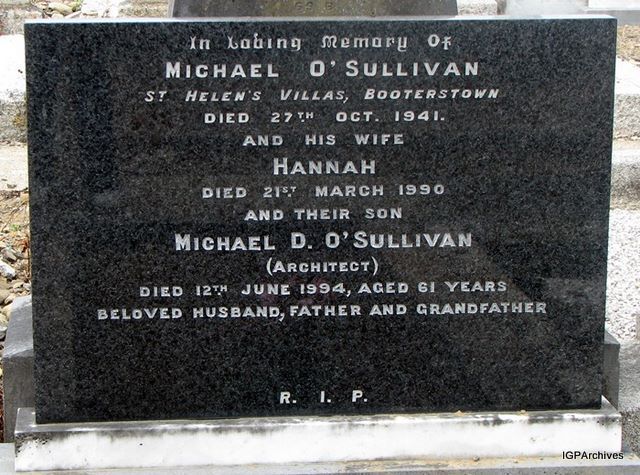 In Loving Memory Of
MICHAEL O'SULLIVAN
ST HELEN'S VILLAS, BOOTERSTOWN
DIED 27TH OCT. 1941.
AND HIS WIFE
HANNAH
DIED 21ST MARCH 1990
AND THEIR SON
MICHAEL D. O'SULLIVAN
(ARCHITECT)
DIED 12TH JUNE 1994, AGED 61 YEARS
BELOVED HUSBAND, FATHER AND GRANDFATHER
R. I. P.
IGPArchives